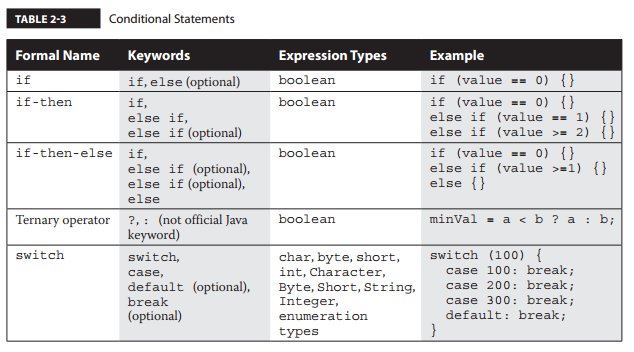 TABLE 2-3 Conditional Statements
Formal Name Keywords Expression Types Example
if if, else (optional) boolean if (value == 0) {}
if-then if, boolean if (value == 0) {}
else if, else if (value == 1) {}
else if (optional) else if (value >= 2) {}
if-then-else if, boolean if (value == 0) {}
else if (optional), else if (value >=1) {}
else if (optional), else {}
else
Ternary operator ?, : (not official Java boolean minVal = a < b ? a : b;
keyword)
switch switch, char, byte, short, switch (100) {
case, int, Character, case 100: break;
default (optional), Byte, Short, String, case 200: break;
break Integer, case 300: break;
(optional) enumeration default: break;
types }